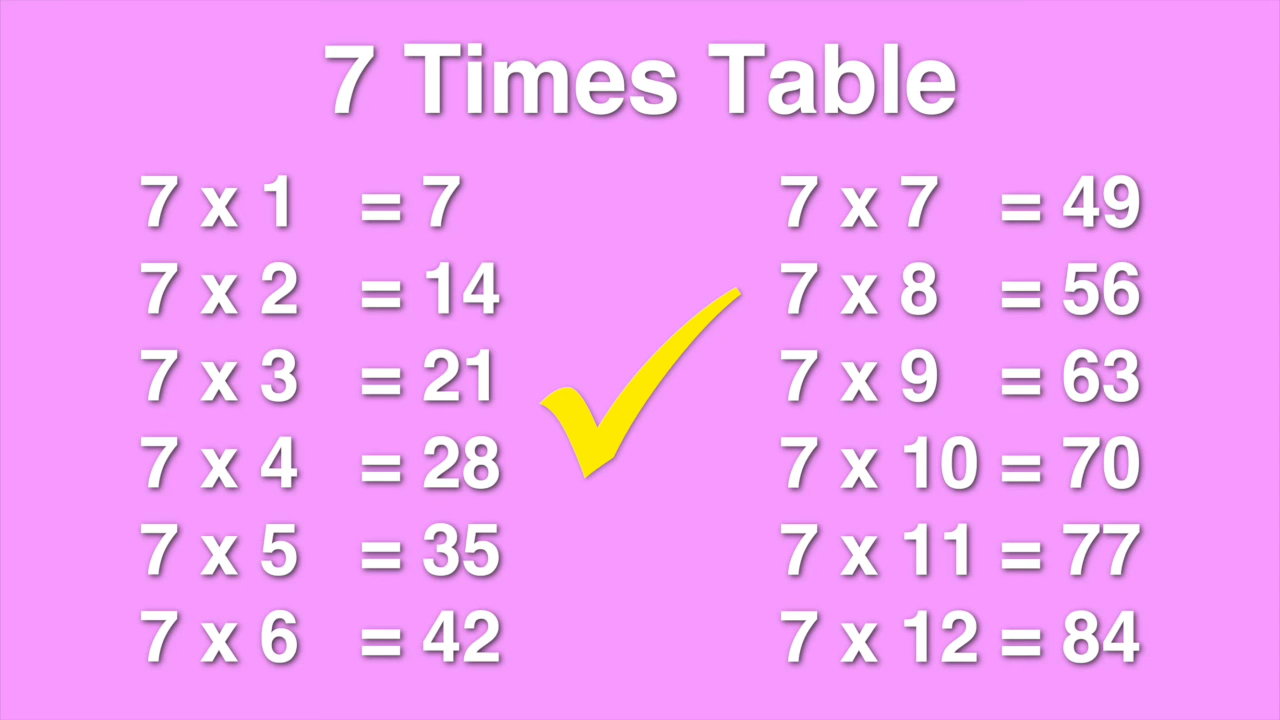 7 Times Table
7 x 1 = 7
7 x 2 = 14
7 x 3 = 21
7 x 4 = 28
7 x 5 = 35
7 x 6 = 42
7 x 7 = 49
7 x 8 = 56
7 x 9 = 63
7 x 10 = 70
7 x 11 = 77
7 x 12 = 84